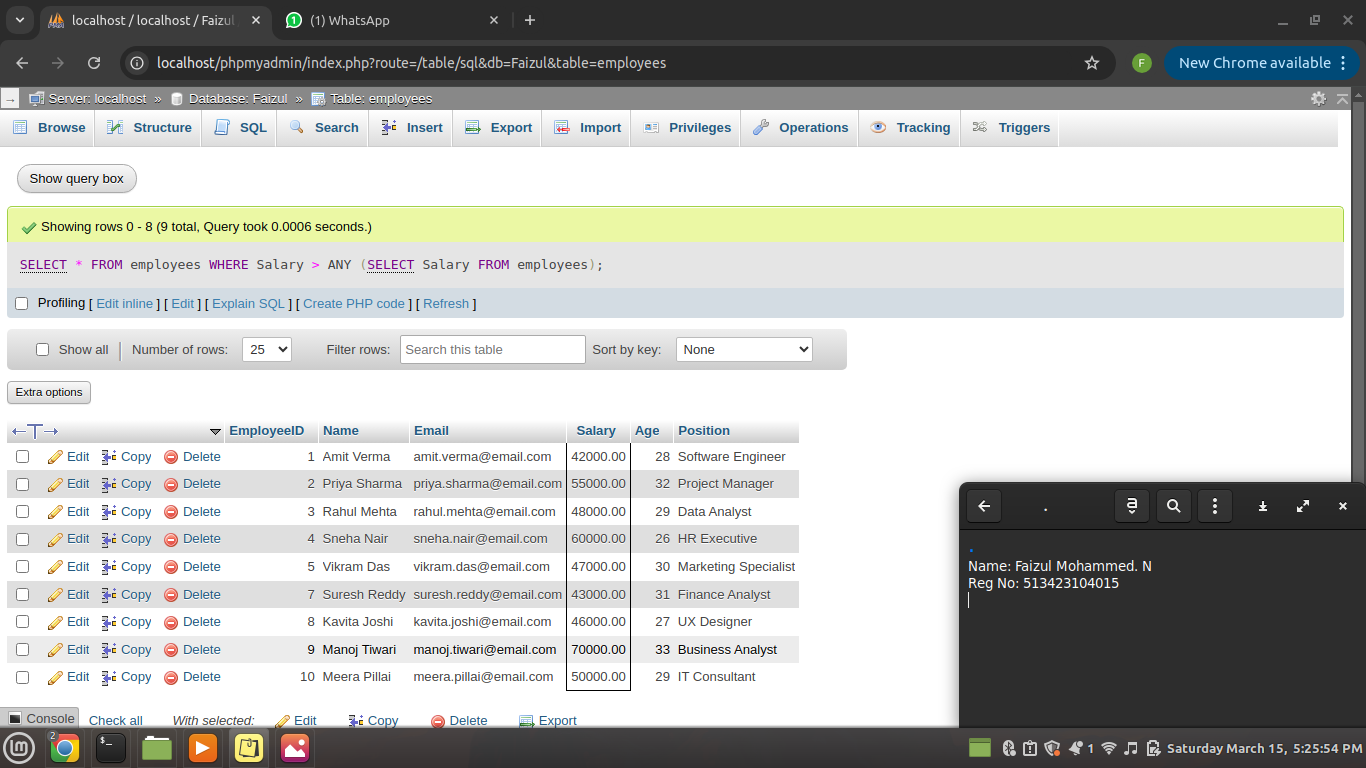 localhost / localhost / Faizul
(1) WhatsApp
localhost/phpmyadmin/index.php?route=/table/sql&db=Faizul&table=employees
F
New Chrome available
Server: localhost » Database: Faizul » Table: employees
Browse Structure SQL Search Insert Export Import Privileges Operations Tracking Triggers
Show query box
Showing rows 0 - 8 (9 total, Query took 0.0006 seconds.)
SELECT * FROM employees WHERE Salary > ANY (SELECT Salary FROM employees);
Profiling [ Edit inline ] [ Edit ] [ Explain SQL ] [ Create PHP code ] [ Refresh ]
Show all Number of rows: 25 Filter rows: Search this table Sort by key: None
Extra options
EmployeeID Name Email Salary Age Position
Edit Copy Delete 1 Amit Verma amit.verma@email.com 42000.00 28 Software Engineer
Edit Copy Delete 2 Priya Sharma priya.sharma@email.com 55000.00 32 Project Manager
Edit Copy Delete 3 Rahul Mehta rahul.mehta@email.com 48000.00 29 Data Analyst
Edit Copy Delete 4 Sneha Nair sneha.nair@email.com 60000.00 26 HR Executive
Edit Copy Delete 5 Vikram Das vikram.das@email.com 47000.00 30 Marketing Specialist
Edit Copy Delete 7 Suresh Reddy suresh.reddy@email.com 43000.00 31 Finance Analyst
Edit Copy Delete 8 Kavita Joshi kavita.joshi@email.com 46000.00 27 UX Designer
Edit Copy Delete 9 Manoj Tiwari manoj.tiwari@email.com 70000.00 33 Business Analyst
Edit Copy Delete 10 Meera Pillai meera.pillai@email.com 50000.00 29 IT Consultant
Console
Check all With selected: Edit Copy Delete Export
.
.
Name: Faizul Mohammed. N
Reg No: 513423104015
2
1
Saturday March 15, 5:25:54 PM